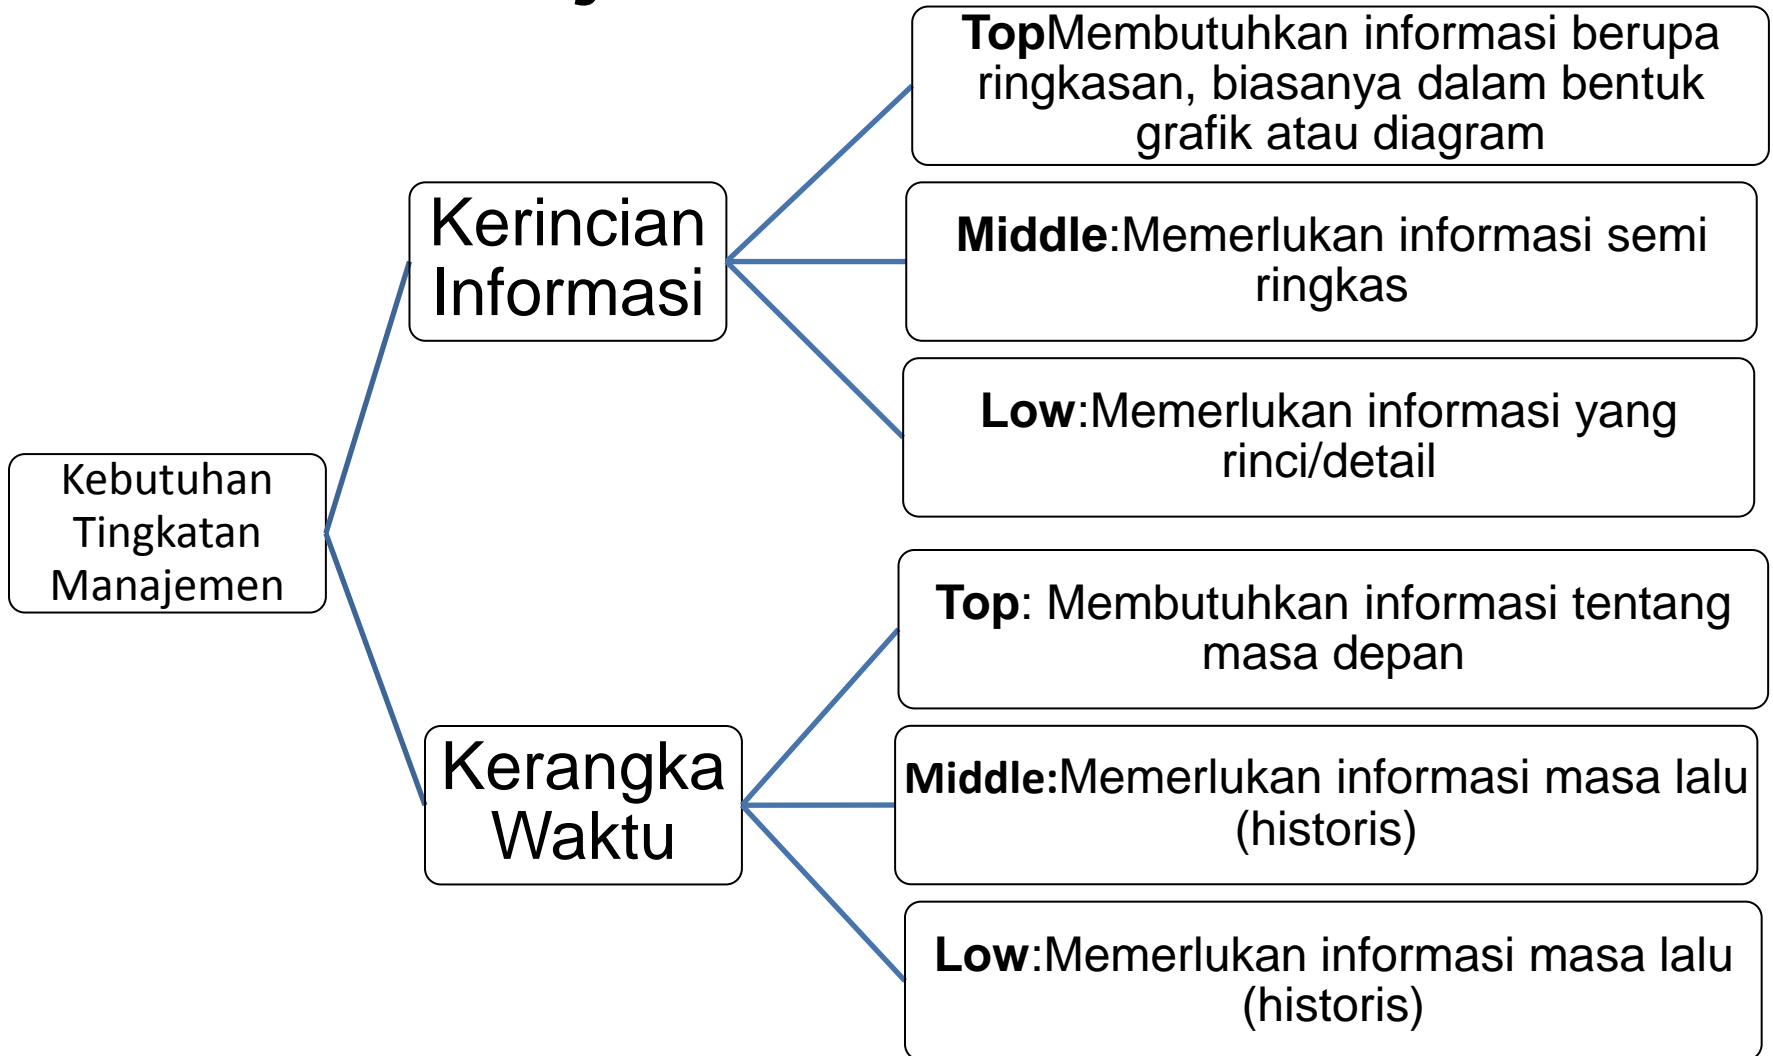 TopMembutuhkan informasi berupa
ringkasan, biasanya dalam bentuk
grafik atau diagram
Kerincian
Informasi
Middle:Memerlukan informasi semi
ringkas
Low:Memerlukan informasi yang
rinci/detail
Kebutuhan
Tingkatan
Manajemen
Top: Membutuhkan informasi tentang
masa depan
Kerangka
Waktu
Middle:Memerlukan informasi masa lalu
(historis)
Low:Memerlukan informasi masa lalu
(historis)